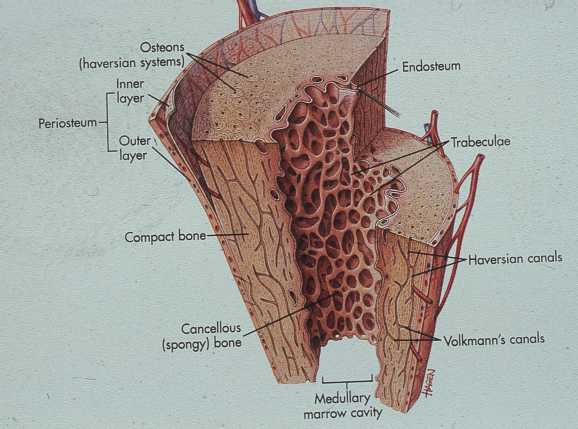 Osteons
(haversian systems)
Inner
layer
Periosteum
Outer
layer
Compact bone
Cancellous
(spongy) bone
Medullary
marrow cavity
Endosteum
Trabeculae
Haversian canals
Volkmann's canals
HAGEN